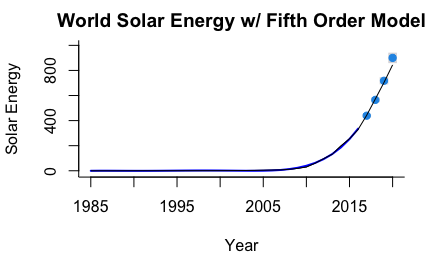 World Solar Energy w/ Fifth Order Model
Solar Energy
800
400
0
1985 1995 2005 2015
Year